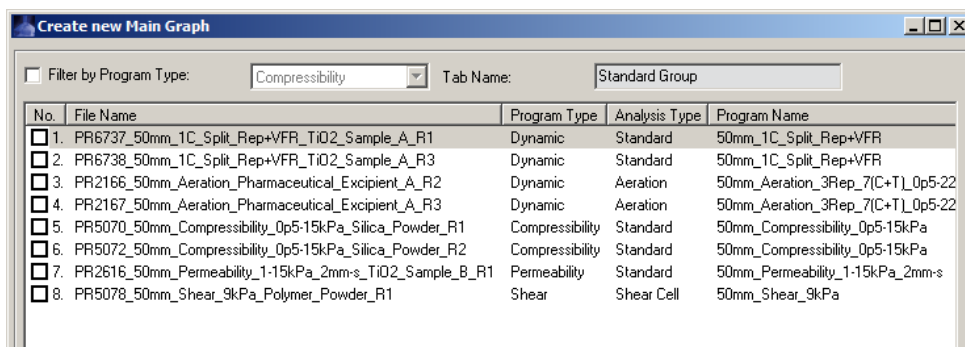 Create new Main Graph
Filter by Program Type: Compressibility Tab Name: Standard Group
No. File Name Program Type Analysis Type Program Name
1. PR6737_50mm_1C_Split_Rep+VFR_TiO2_Sample_A_R1 Dynamic Standard 50mm_1C_Split_Rep+VFR
2. PR6738_50mm_1C_Split_Rep+VFR_TiO2_Sample_A_R3 Dynamic Standard 50mm_1C_Split_Rep+VFR
3. PR2166_50mm_Aeration_Pharmaceutical_Excipient_A_R2 Dynamic Aeration 50mm_Aeration_3Rep_7(C+T)_0p5-22
4. PR2167_50mm_Aeration_Pharmaceutical_Excipient_A_R3 Dynamic Aeration 50mm_Aeration_3Rep_7(C+T)_0p5-22
5. PR5070_50mm_Compressibility_0p5-15kPa_Silica_Powder_R1 Compressibility Standard 50mm_Compressibility_0p5-15kPa
6. PR5072_50mm_Compressibility_0p5-15kPa_Silica_Powder_R2 Compressibility Standard 50mm_Compressibility_0p5-15kPa
7. PR2616_50mm_Permeability_1-15kPa_2mm-s_TiO2_Sample_B_R1 Permeability Standard 50mm_Permeability_1-15kPa_2mm-s
8. PR5078_50mm_Shear_9kPa_Polymer_Powder_R1 Shear Shear Cell 50mm_Shear_9kPa